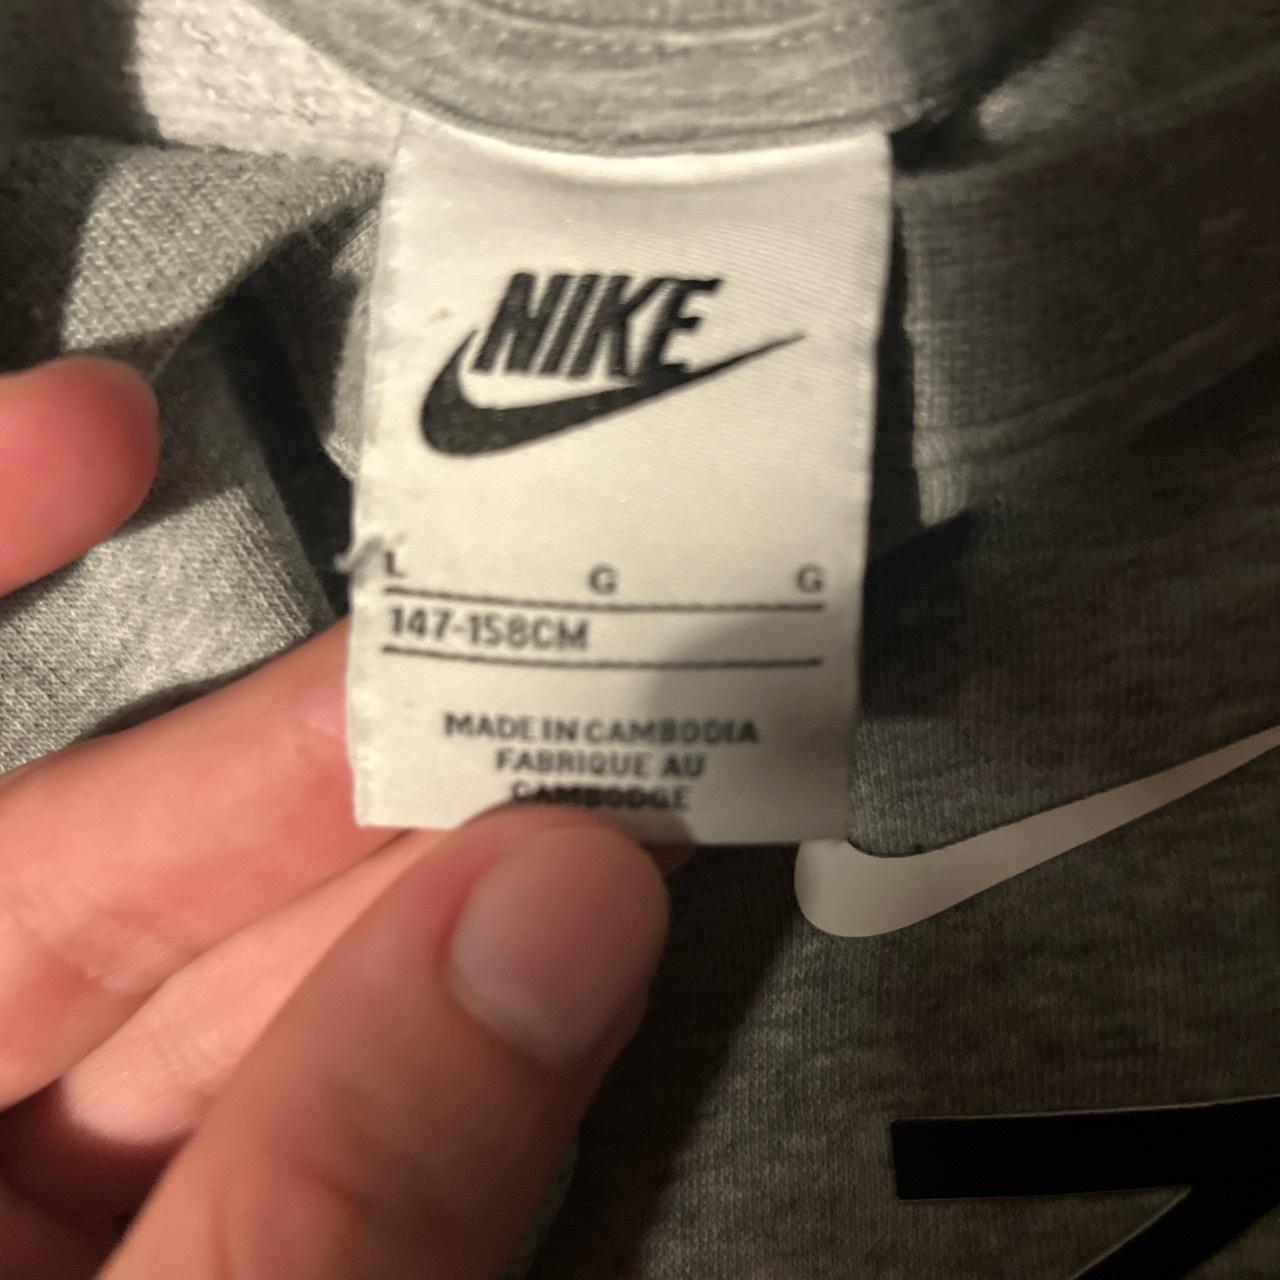 NIKE
L G G
147-158CM
MADE IN CAMBODIA
FABRIQUE AU
CAMBODGE